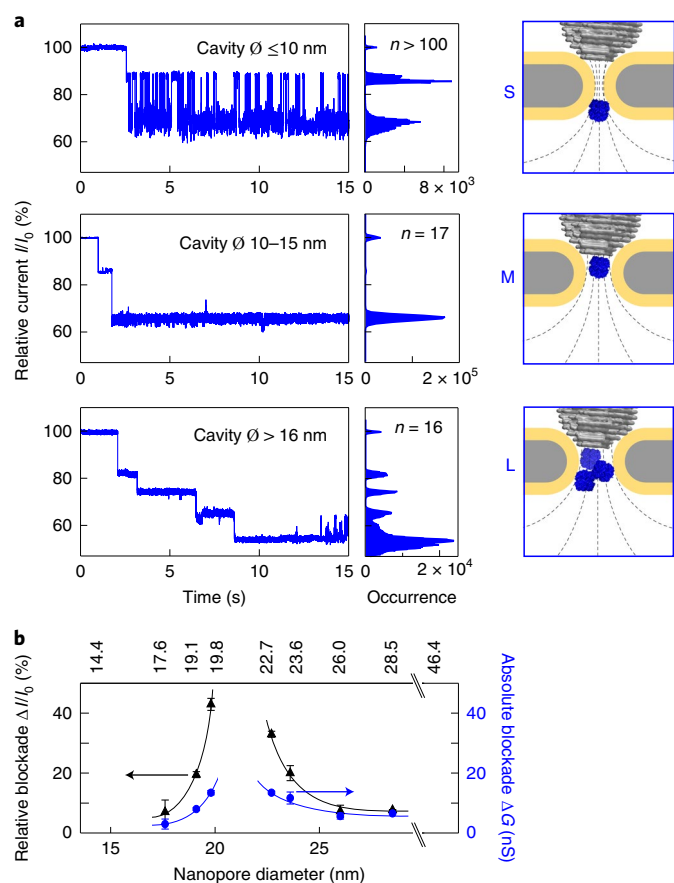 a
Relative current I/I0 (%)
100
80
60
Cavity Ø ≤10 nm
0
5
10
15
n > 100
0
8 × 10³
S
100
80
60
Cavity Ø 10–15 nm
0
5
10
15
n = 17
0
2 × 10⁵
M
100
80
60
Cavity Ø > 16 nm
0
5
10
15
Time (s)
n = 16
0
2 × 10⁴
Occurrence
L
b
14.4
17.6
19.1
19.8
22.7
23.6
26.0
28.5
46.4
Relative blockade ΔI/I₀ (%)
40
20
0
40
20
0
Absolute blockade ΔG (nS)
15
20
25
Nanopore diameter (nm)